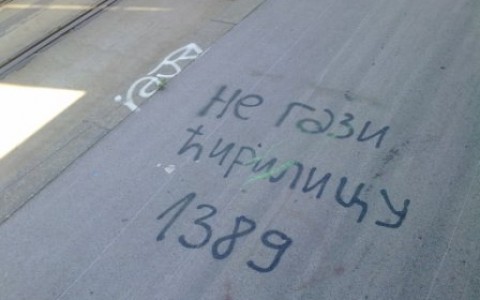 не гази
ћирилицу
1389